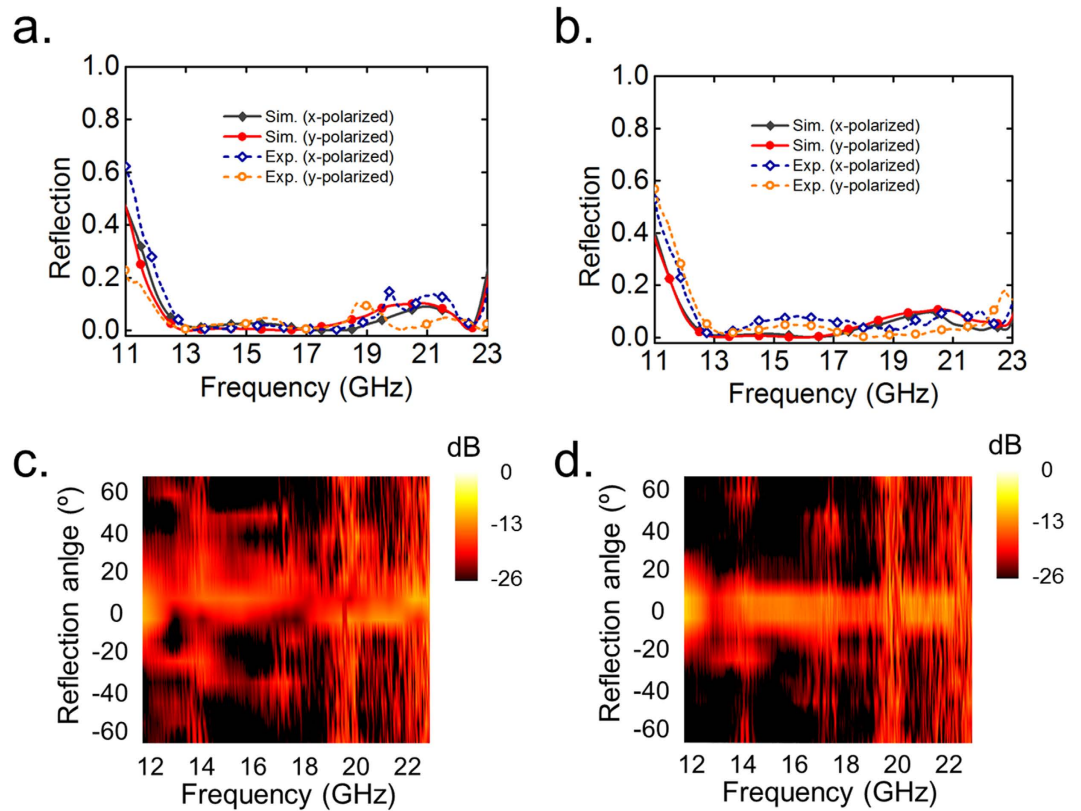 a.
1.0
0.8
0.6
0.4
0.2
0.0
Reflection
Sim. (x-polarized)
Sim. (y-polarized)
Exp. (x-polarized)
Exp. (y-polarized)
11 13 15 17 19 21 23
Frequency (GHz)
b.
1.0
0.8
0.6
0.4
0.2
0.0
Reflection
Sim. (x-polarized)
Sim. (y-polarized)
Exp. (x-polarized)
Exp. (y-polarized)
11 13 15 17 19 21 23
Frequency (GHz)
c.
dB
0
-13
-26
60
40
20
0
-20
-40
-60
Reflection anlge (º)
12 14 16 18 20 22
Frequency (GHz)
d.
dB
0
-13
-26
60
40
20
0
-20
-40
-60
Reflection anlge (º)
12 14 16 18 20 22
Frequency (GHz)